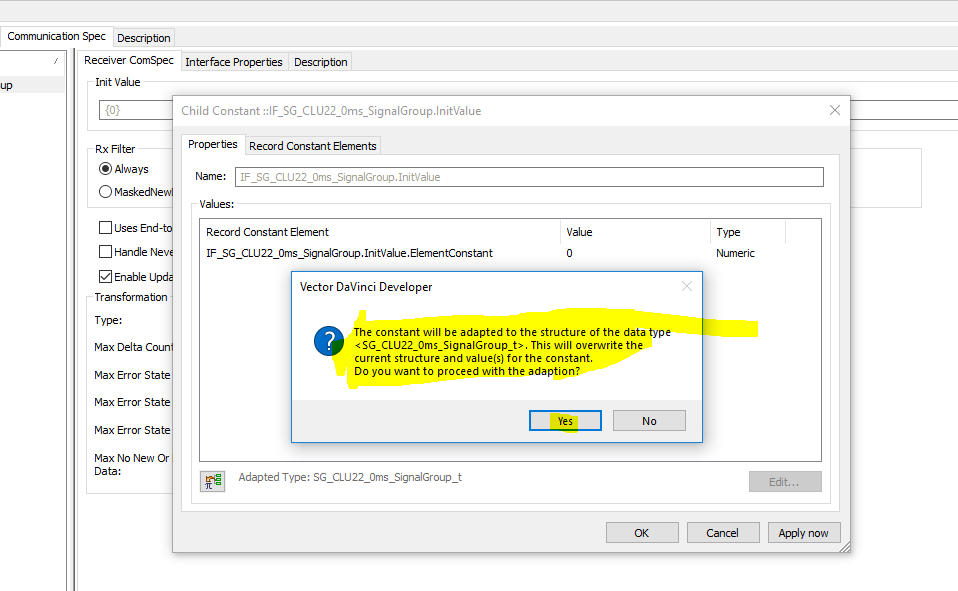 Communication Spec
Description
Receiver ComSpec
Interface Properties
Description
up
Init Value
{0}
Rx Filter
Always
MaskedNew
Uses End-to
Handle Neve
Enable Upda
Transformation
Type:
Max Delta Count
Max Error State
Max Error State
Max Error State
Max No New Or
Data:
Child Constant ::IF_SG_CLU22_0ms_SignalGroup.InitValue
Properties
Record Constant Elements
Name:
IF_SG_CLU22_0ms_SignalGroup.InitValue
Values:
Record Constant Element
Value
Type
IF_SG_CLU22_0ms_SignalGroup.InitValue.ElementConstant
0
Numeric
Vector DaVinci Developer
The constant will be adapted to the structure of the data type
<SG_CLU22_0ms_SignalGroup_t>. This will overwrite the
current structure and value(s) for the constant.
Do you want to proceed with the adaption?
Yes
No
Adapted Type: SG_CLU22_0ms_SignalGroup_t
Edit...
OK
Cancel
Apply now